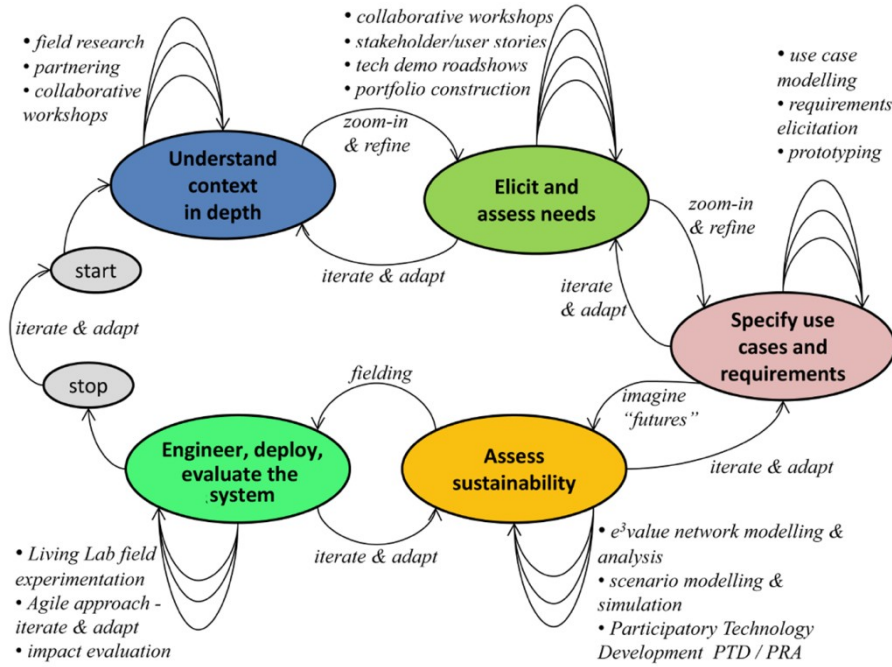 • field research
• partnering
• collaborative
workshops
• collaborative workshops
• stakeholder/user stories
• tech demo roadshows
• portfolio construction
• use case
modelling
• requirements
elicitation
• prototyping
zoom-in
& refine
Understand
context
in depth
Elicit and
assess needs
zoom-in
& refine
iterate & adapt
start
iterate
& adapt
iterate & adapt
Specify use
cases and
requirements
stop
fielding
imagine
“futures”
Engineer, deploy,
evaluate the
system
Assess
sustainability
iterate & adapt
iterate & adapt
• Living Lab field
experimentation
• Agile approach -
iterate & adapt
• impact evaluation
• e³value network modelling &
analysis
• scenario modelling &
simulation
• Participatory Technology
Development PTD / PRA